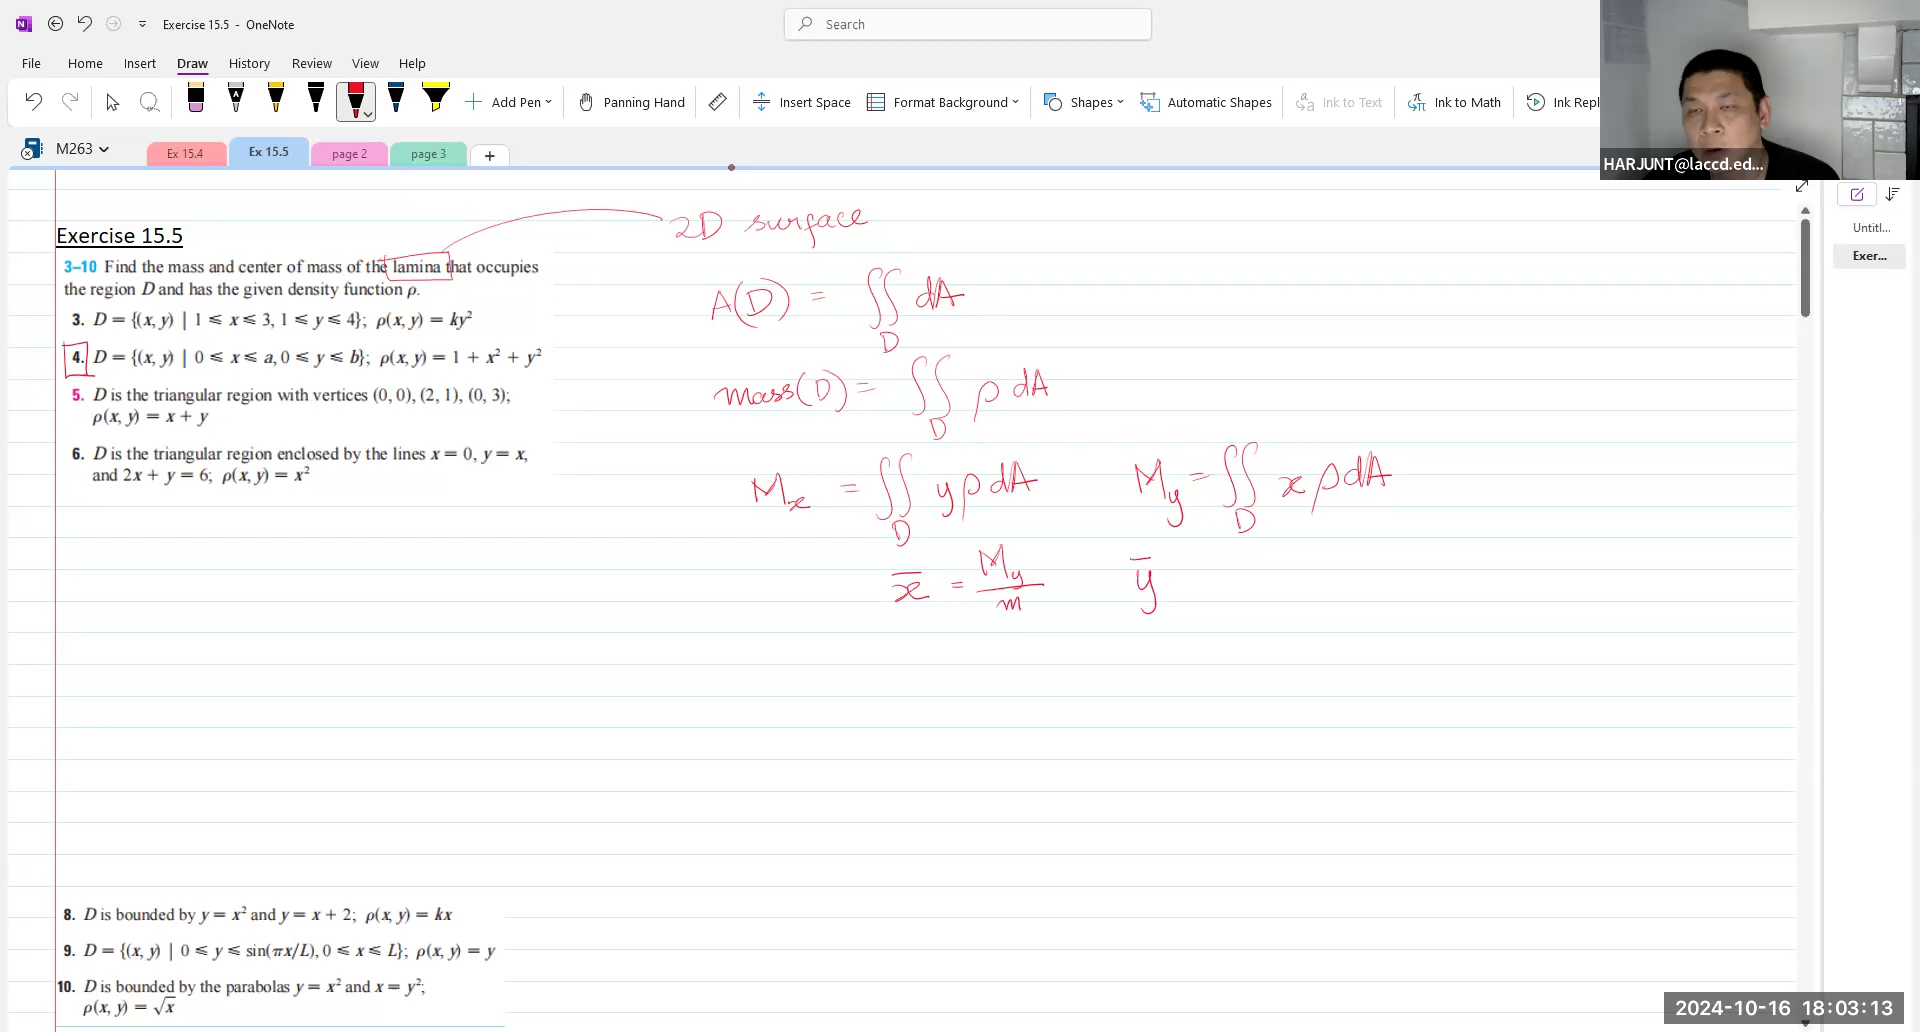 Exercise 15.5 - OneNote
Search
File Home Insert Draw History Review View Help
Add Pen Panning Hand Insert Space Format Background Shapes Automatic Shapes Ink to Text Ink to Math Ink Repl
HARJUNT@laccd.ed...
M263 Ex 15.4 Ex 15.5 page 2 page 3 +
Untitl...
Exer...
Exercise 15.5
3–10 Find the mass and center of mass of the lamina that occupies
the region D and has the given density function ρ.
3. D = {(x, y) | 1 ≤ x ≤ 3, 1 ≤ y ≤ 4}; ρ(x, y) = ky²
4. D = {(x, y) | 0 ≤ x ≤ a, 0 ≤ y ≤ b}; ρ(x, y) = 1 + x² + y²
5. D is the triangular region with vertices (0, 0), (2, 1), (0, 3);
ρ(x, y) = x + y
6. D is the triangular region enclosed by the lines x = 0, y = x,
and 2x + y = 6; ρ(x, y) = x²
2D surface
A(D) = ∬_D dA
mass(D) = ∬_D ρ dA
M_x = ∬_D yρ dA M_y = ∬_D xρ dA
x̄ = M_y/m ȳ
8. D is bounded by y = x² and y = x + 2; ρ(x, y) = kx
9. D = {(x, y) | 0 ≤ y ≤ sin(πx/L), 0 ≤ x ≤ L}; ρ(x, y) = y
10. D is bounded by the parabolas y = x² and x = y²;
ρ(x, y) = √x
2024-10-16 18:03:13